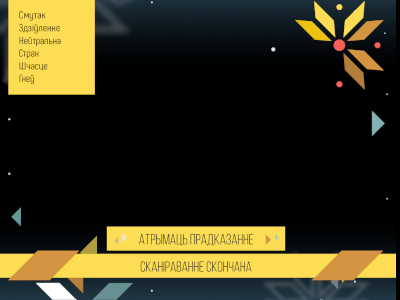 Смутак
Здзіўленне
Нейтральна
Страх
Шчасце
Гнеў
АТРЫМАЦЬ ПРАДКАЗАННЕ
СКАНІРАВАННЕ СКОНЧАНА